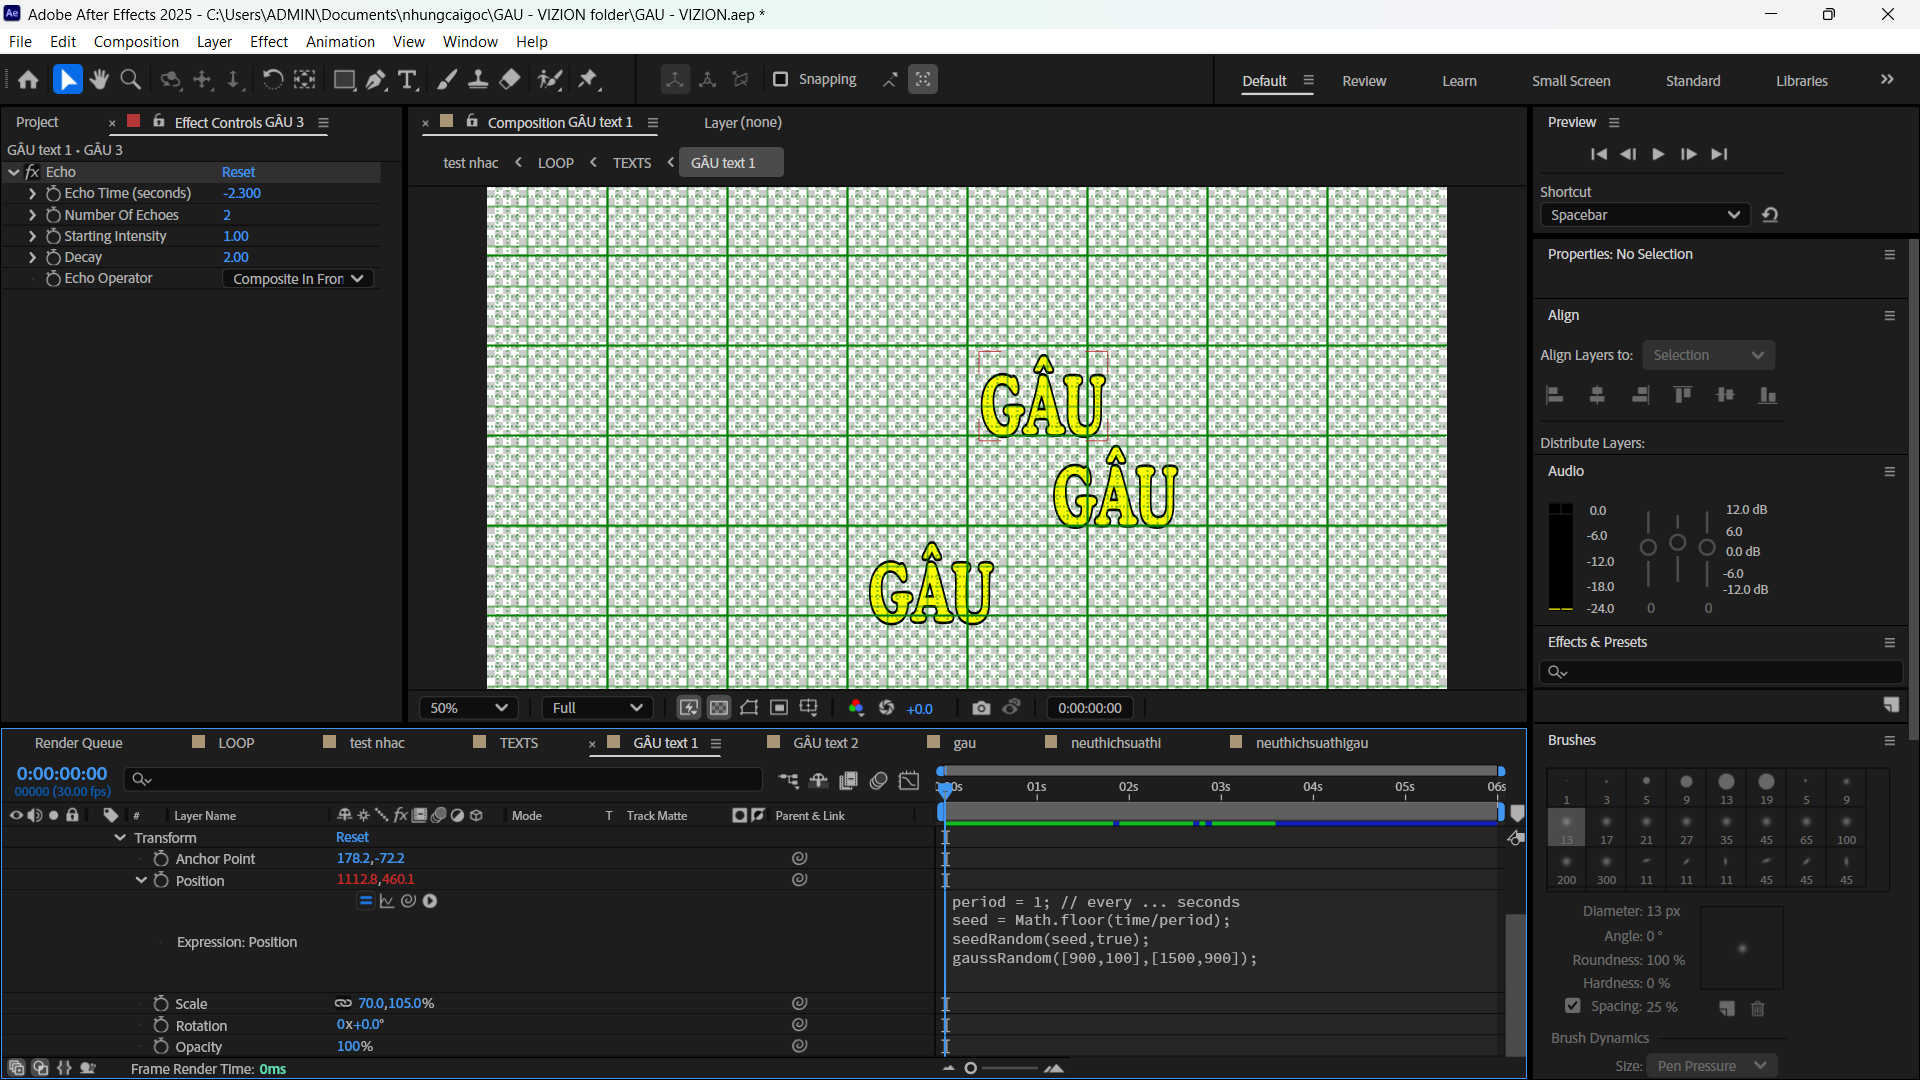 Adobe After Effects 2025 - C:\Users\ADMIN\Documents\nhungcaigoc\GAU - VIZION folder\GAU - VIZION.aep *
File Edit Composition Layer Effect Animation View Window Help
Snapping
Default Review Learn Small Screen Standard Libraries
Project Effect Controls GÂU 3
GÂU text 1 • GÂU 3
fx Echo Reset
Echo Time (seconds) -2.300
Number Of Echoes 2
Starting Intensity 1.00
Decay 2.00
Echo Operator Composite In Fron
Composition GÂU text 1 Layer (none)
test nhac LOOP TEXTS GÂU text 1
GÂU
GÂU
GÂU
50% Full +0.0 0:00:00:00
Preview
Shortcut
Spacebar
Properties: No Selection
Align
Align Layers to: Selection
Distribute Layers:
Audio
0.0 12.0 dB
-6.0 6.0
-12.0 0.0 dB
-18.0 -6.0
-24.0 -12.0 dB
0 0
Effects & Presets
Brushes
1 3 5 9 13 19 5 9
13 17 21 27 35 45 65 100
200 300 11 11 11 45 45 45
Diameter: 13 px
Angle: 0 °
Roundness: 100 %
Hardness: 0 %
Spacing: 25 %
Brush Dynamics
Size: Pen Pressure
Render Queue LOOP test nhac TEXTS GÂU text 1 GÂU text 2 gau neuthichsuathi neuthichsuathigau
0:00:00:00
00000 (30.00 fps)
01s 02s 03s 04s 05s 06s
# Layer Name fx Mode T Track Matte Parent & Link
Transform Reset
Anchor Point 178.2,-72.2
Position 1112.8,460.1
Expression: Position
period = 1; // every ... seconds
seed = Math.floor(time/period);
seedRandom(seed,true);
gaussRandom([900,100],[1500,900]);
Scale 70.0,105.0%
Rotation 0x+0.0°
Opacity 100%
Frame Render Time: 0ms